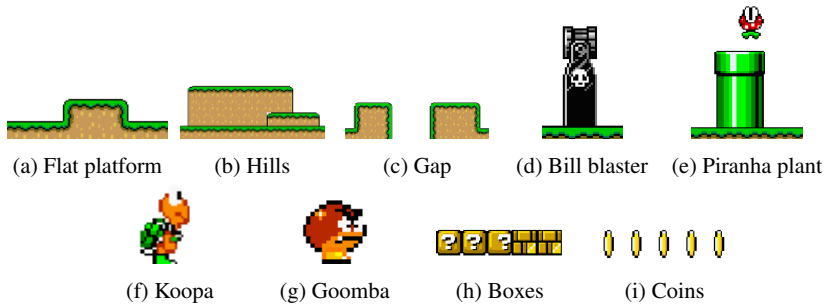 (a) Flat platform (b) Hills (c) Gap (d) Bill blaster (e) Piranha plant
? ? ?
(f) Koopa (g) Goomba (h) Boxes (i) Coins